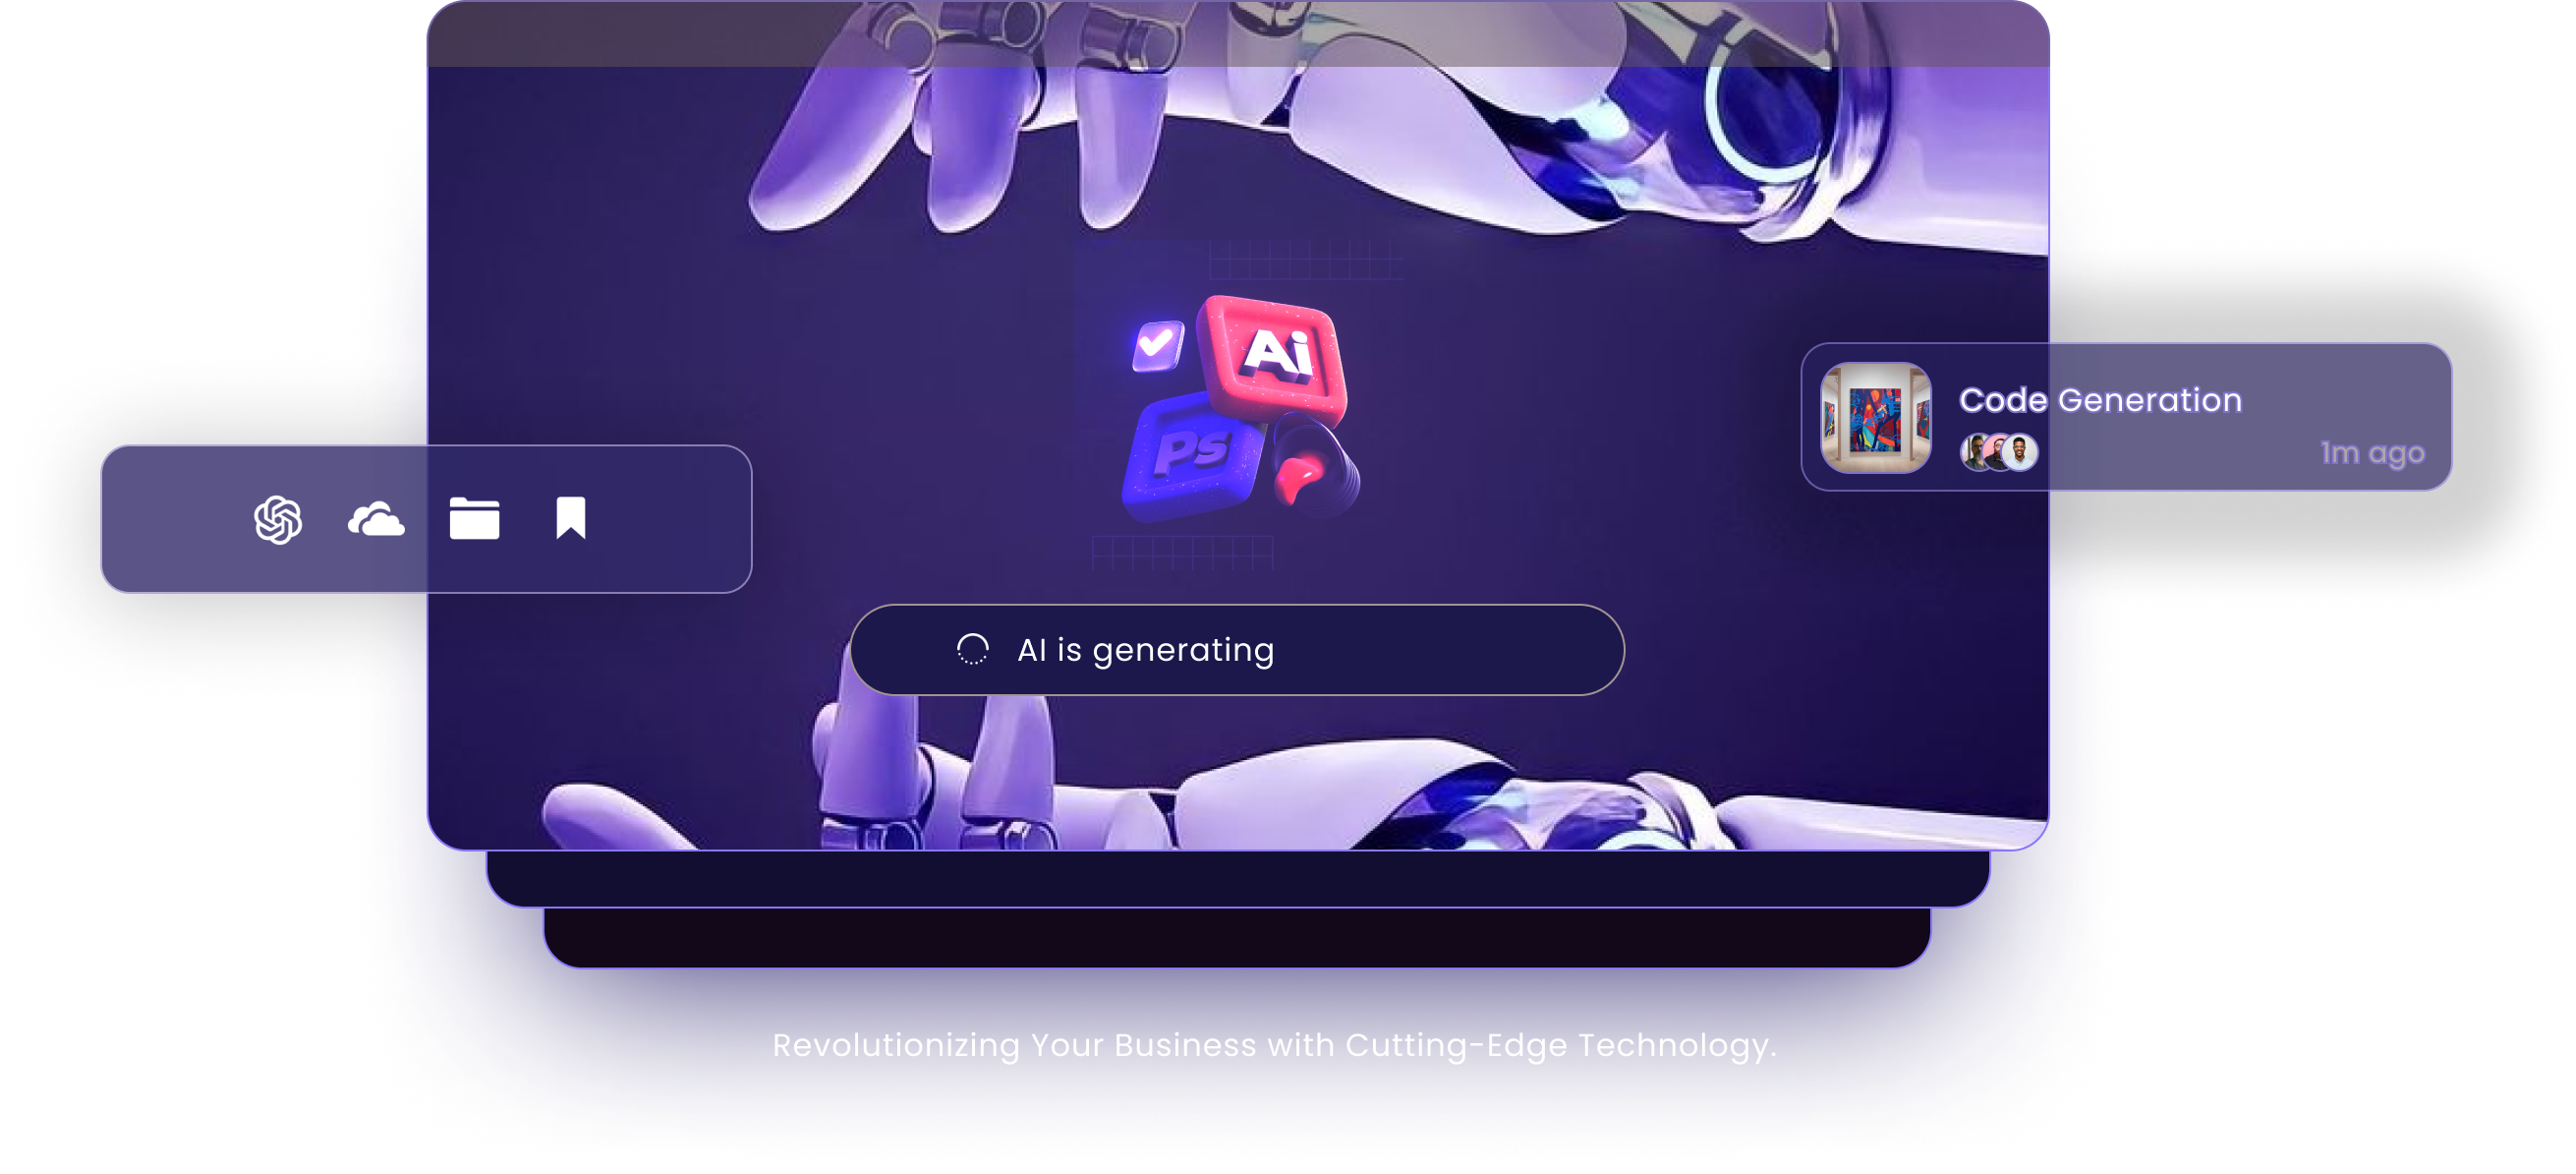 Ai
Ps
Code Generation
1m ago
AI is generating
Revolutionizing Your Business with Cutting-Edge Technology.